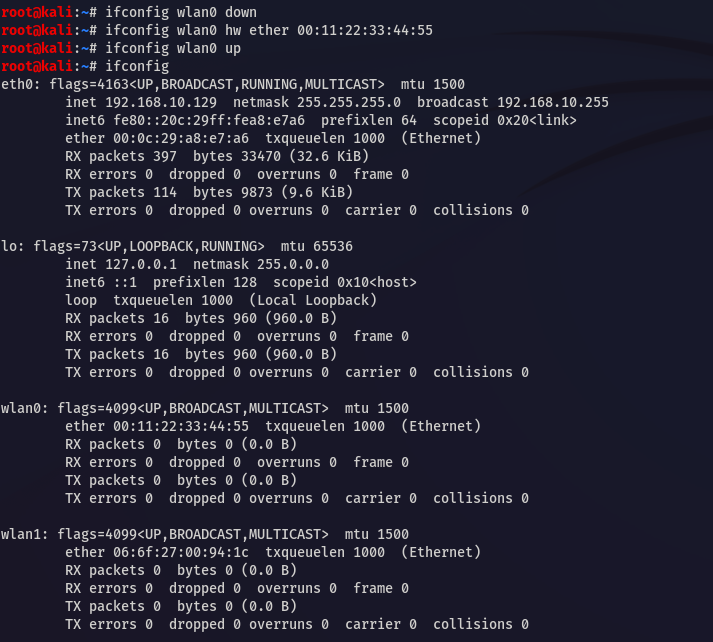 root@kali:~# ifconfig wlan0 down
root@kali:~# ifconfig wlan0 hw ether 00:11:22:33:44:55
root@kali:~# ifconfig wlan0 up
root@kali:~# ifconfig
eth0: flags=4163<UP,BROADCAST,RUNNING,MULTICAST>  mtu 1500
        inet 192.168.10.129  netmask 255.255.255.0  broadcast 192.168.10.255
        inet6 fe80::20c:29ff:fea8:e7a6  prefixlen 64  scopeid 0x20<link>
        ether 00:0c:29:a8:e7:a6  txqueuelen 1000  (Ethernet)
        RX packets 397  bytes 33470 (32.6 KiB)
        RX errors 0  dropped 0  overruns 0  frame 0
        TX packets 114  bytes 9873 (9.6 KiB)
        TX errors 0  dropped 0 overruns 0  carrier 0  collisions 0

lo: flags=73<UP,LOOPBACK,RUNNING>  mtu 65536
        inet 127.0.0.1  netmask 255.0.0.0
        inet6 ::1  prefixlen 128  scopeid 0x10<host>
        loop  txqueuelen 1000  (Local Loopback)
        RX packets 16  bytes 960 (960.0 B)
        RX errors 0  dropped 0  overruns 0  frame 0
        TX packets 16  bytes 960 (960.0 B)
        TX errors 0  dropped 0 overruns 0  carrier 0  collisions 0

wlan0: flags=4099<UP,BROADCAST,MULTICAST>  mtu 1500
        ether 00:11:22:33:44:55  txqueuelen 1000  (Ethernet)
        RX packets 0  bytes 0 (0.0 B)
        RX errors 0  dropped 0  overruns 0  frame 0
        TX packets 0  bytes 0 (0.0 B)
        TX errors 0  dropped 0 overruns 0  carrier 0  collisions 0

wlan1: flags=4099<UP,BROADCAST,MULTICAST>  mtu 1500
        ether 06:6f:27:00:94:1c  txqueuelen 1000  (Ethernet)
        RX packets 0  bytes 0 (0.0 B)
        RX errors 0  dropped 0  overruns 0  frame 0
        TX packets 0  bytes 0 (0.0 B)
        TX errors 0  dropped 0 overruns 0  carrier 0  collisions 0